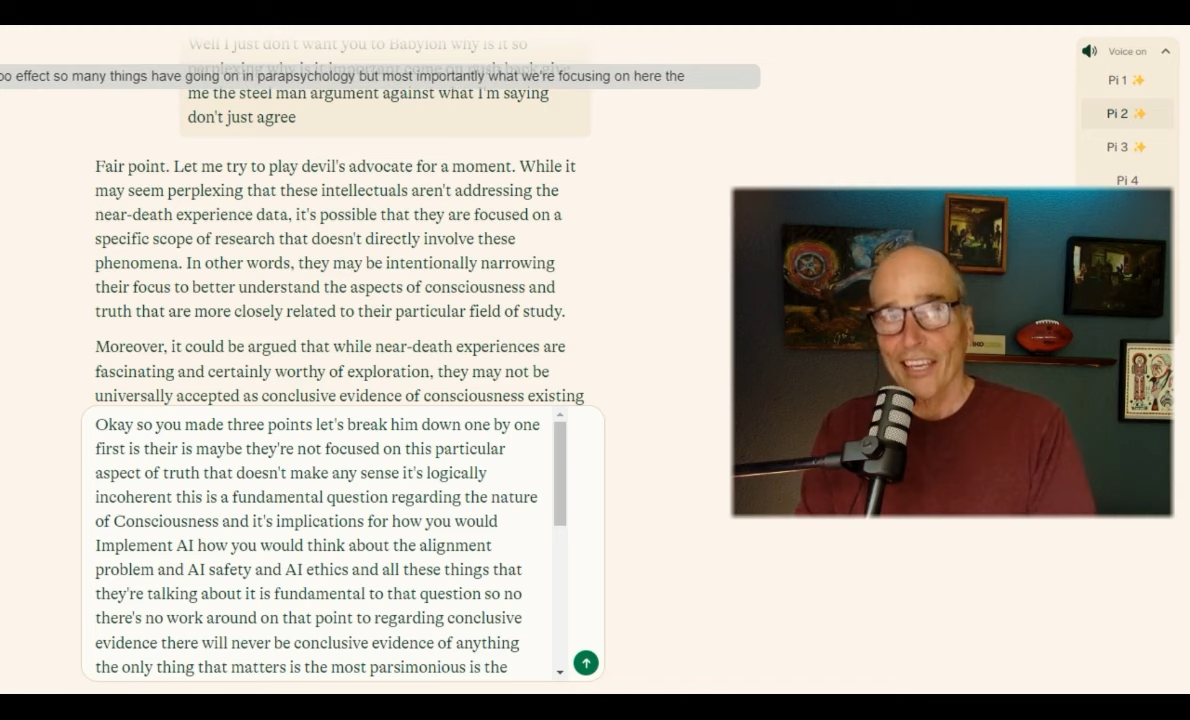 Well I just don't want you to Babylon why is it so
oo effect so many things have going on in parapsychology but most importantly what we're focusing on here the
me the steel man argument against what I'm saying
don't just agree
Fair point. Let me try to play devil's advocate for a moment. While it
may seem perplexing that these intellectuals aren't addressing the
near-death experience data, it's possible that they are focused on a
specific scope of research that doesn't directly involve these
phenomena. In other words, they may be intentionally narrowing
their focus to better understand the aspects of consciousness and
truth that are more closely related to their particular field of study.
Moreover, it could be argued that while near-death experiences are
fascinating and certainly worthy of exploration, they may not be
universally accepted as conclusive evidence of consciousness existing
Okay so you made three points let's break him down one by one
first is their is maybe they're not focused on this particular
aspect of truth that doesn't make any sense it's logically
incoherent this is a fundamental question regarding the nature
of Consciousness and it's implications for how you would
Implement AI how you would think about the alignment
problem and AI safety and AI ethics and all these things that
they're talking about it is fundamental to that question so no
there's no work around on that point to regarding conclusive
evidence there will never be conclusive evidence of anything
the only thing that matters is the most parsimonious is the
Voice on
Pi 1
Pi 2
Pi 3
Pi 4